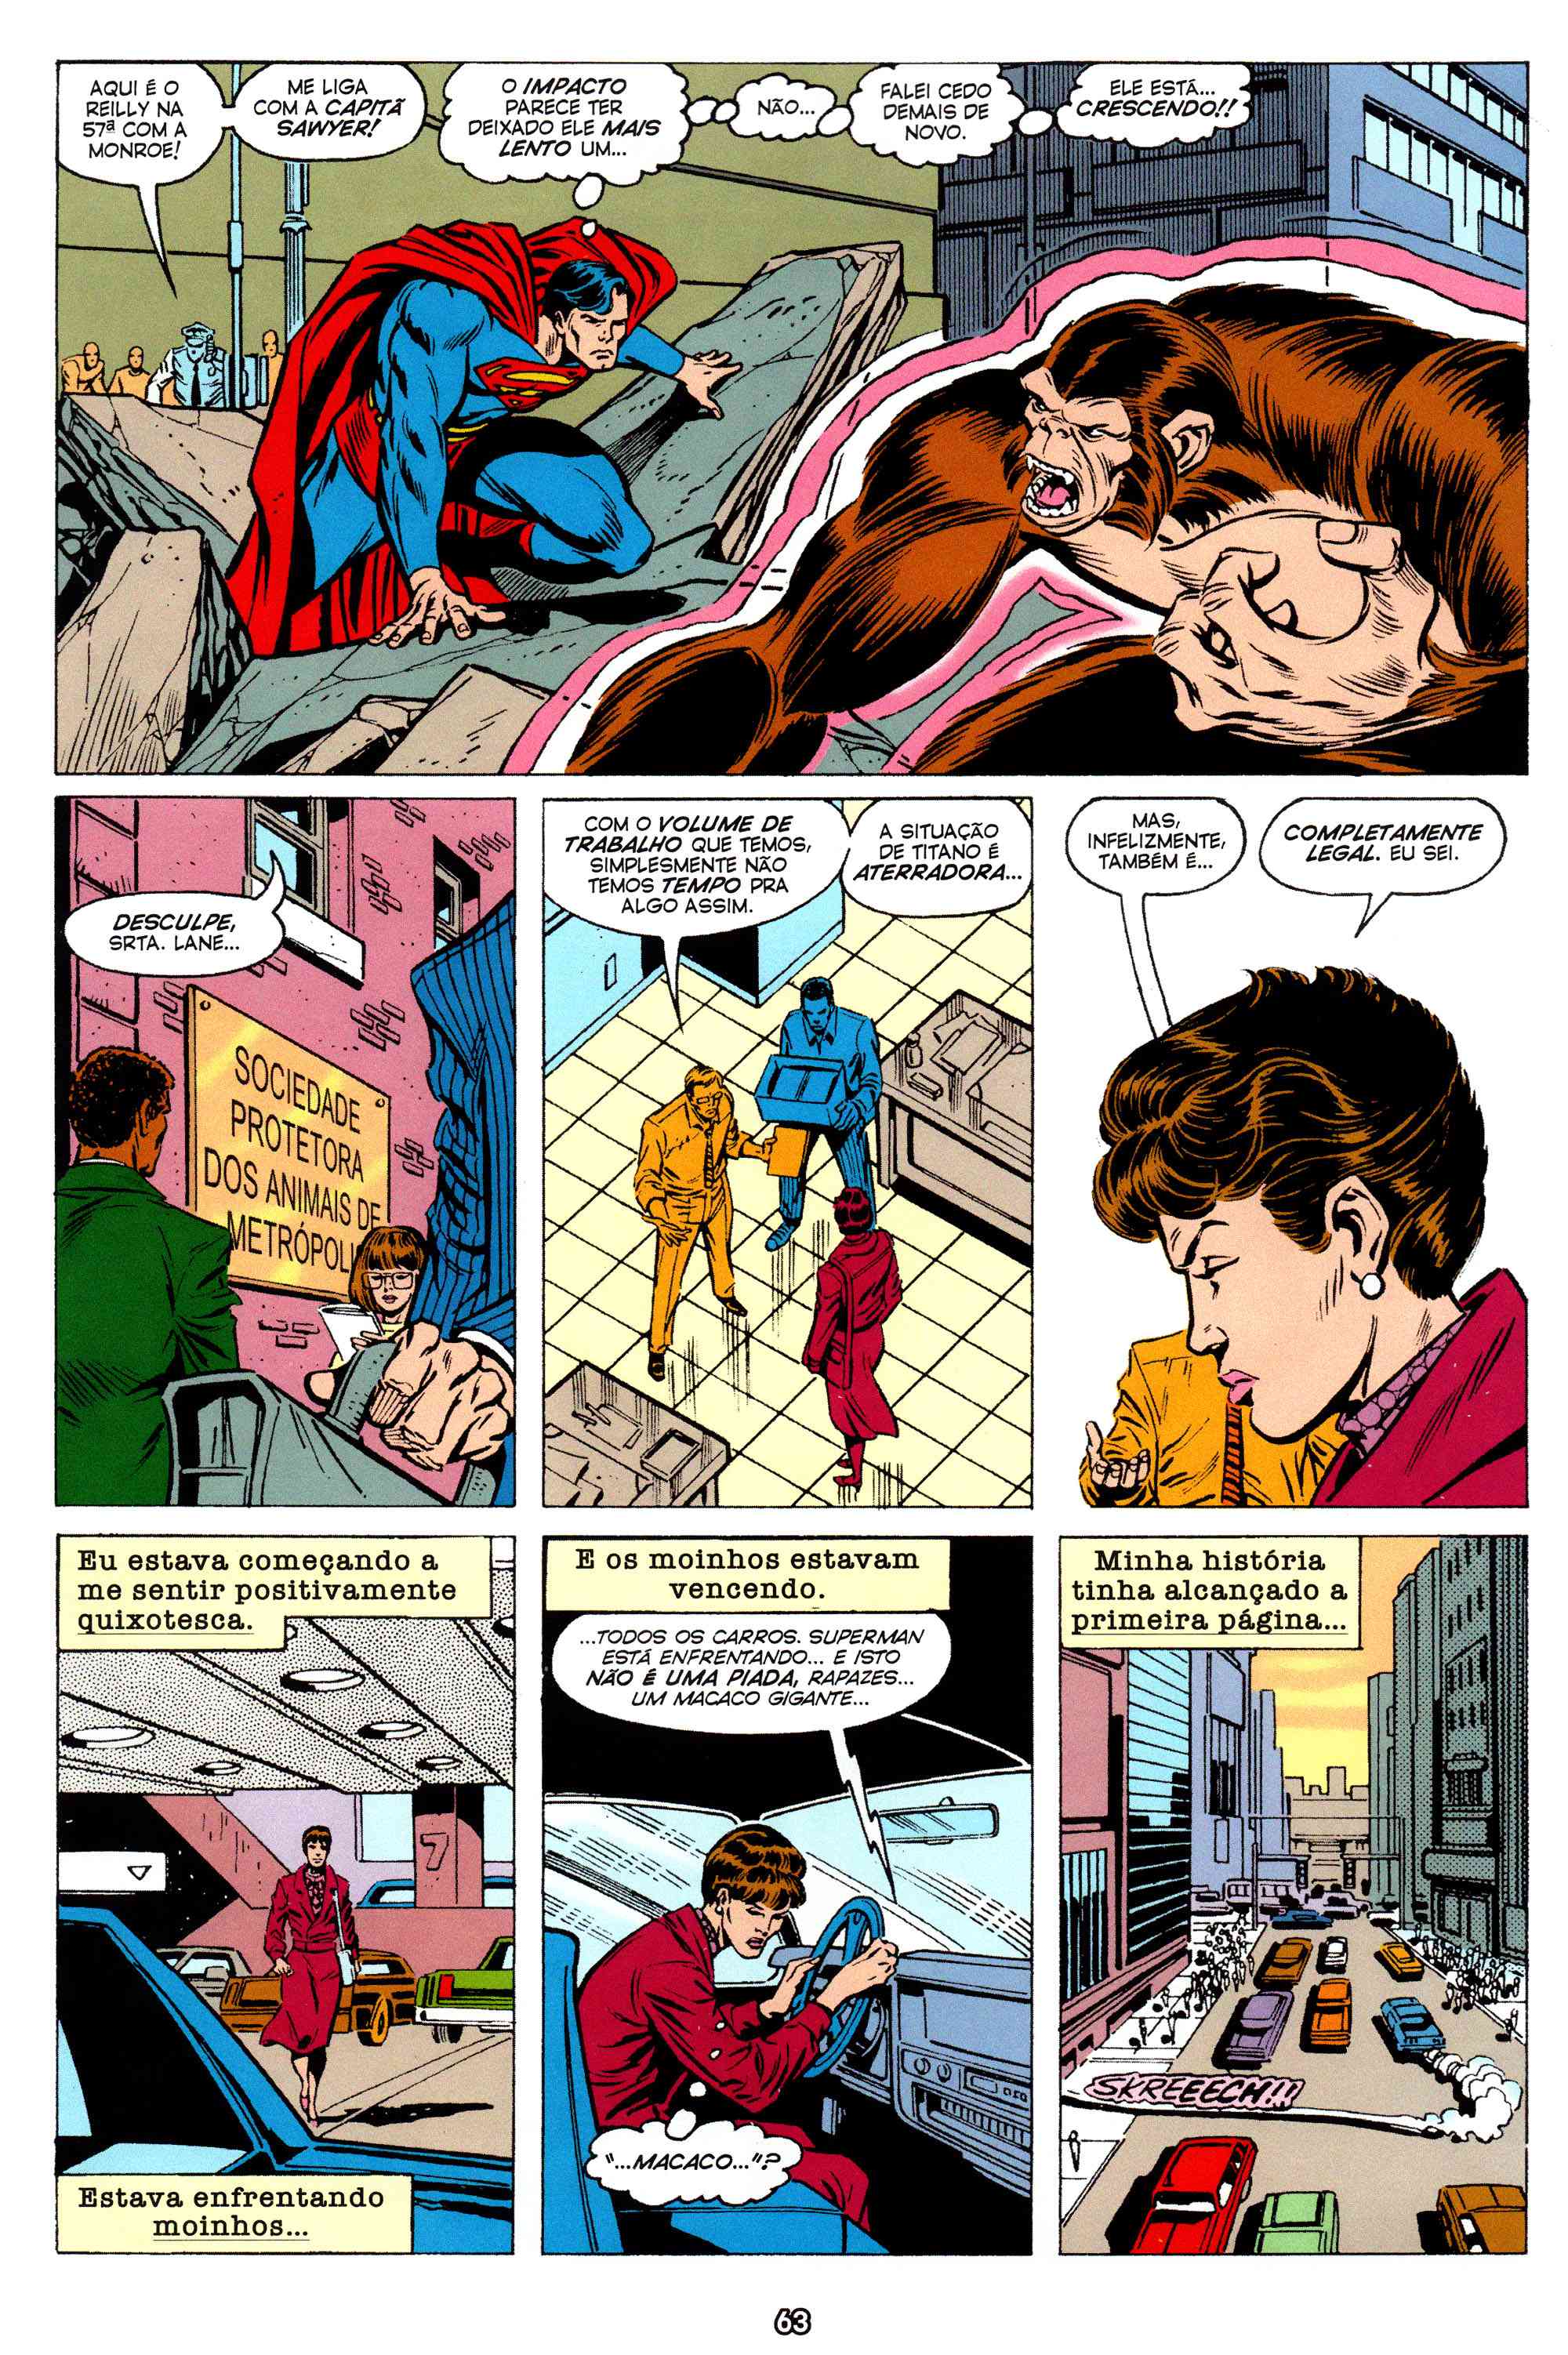 AQUI É O
REILLY NA
57ª COM A
MONROE!
ME LIGA
COM A CAPITÃ
SAWYER!
O IMPACTO
PARECE TER
DEIXADO ELE MAIS
LENTO UM...
NÃO...
FALEI CEDO
DEMAIS DE
NOVO.
ELE ESTÁ...
CRESCENDO!!
DESCULPE,
SRTA. LANE...
SOCIEDADE
PROTETORA
DOS ANIMAIS DE
METRÓPOLI
COM O VOLUME DE
TRABALHO QUE TEMOS,
SIMPLESMENTE NÃO
TEMOS TEMPO PRA
ALGO ASSIM.
A SITUAÇÃO
DE TITANO É
ATERRADORA...
MAS,
INFELIZMENTE,
TAMBÉM É...
COMPLETAMENTE
LEGAL. EU SEI.
Eu estava começando a
me sentir positivamente
quixotesca.
7
Estava enfrentando
moinhos...
E os moinhos estavam
vencendo.
...TODOS OS CARROS. SUPERMAN
ESTÁ ENFRENTANDO... E ISTO
NÃO É UMA PIADA, RAPAZES...
UM MACACO GIGANTE...
"...MACACO..."?
Minha história
tinha alcançado a
primeira página...
SKREEECH!!
63